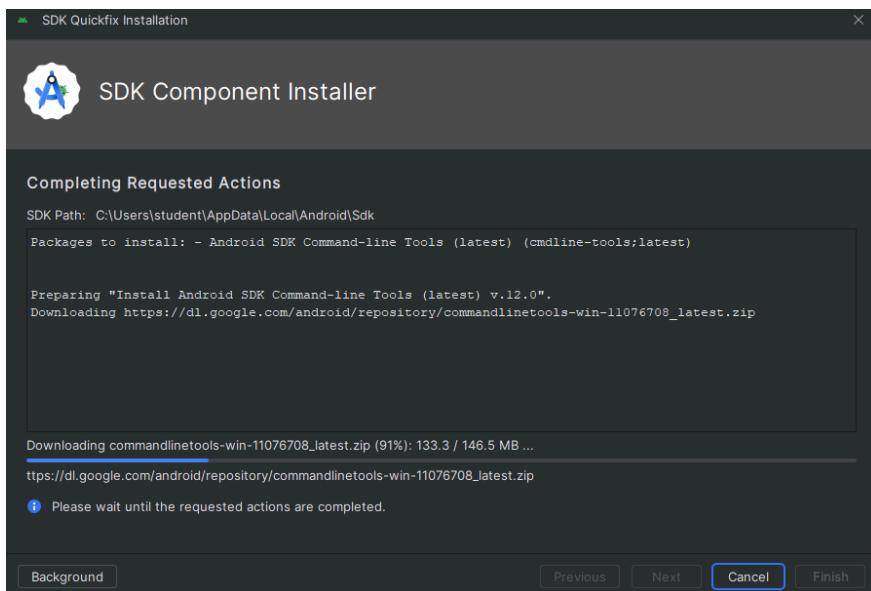 SDK Quickfix Installation
SDK Component Installer
Completing Requested Actions
SDK Path: C:\Users\student\AppData\Local\Android\Sdk
Packages to install: - Android SDK Command-line Tools (latest) (cmdline-tools;latest)
Preparing "Install Android SDK Command-line Tools (latest) v.12.0".
Downloading https://dl.google.com/android/repository/commandlinetools-win-11076708_latest.zip
Downloading commandlinetools-win-11076708_latest.zip (91%): 133.3 / 146.5 MB ...
ttps://dl.google.com/android/repository/commandlinetools-win-11076708_latest.zip
Please wait until the requested actions are completed.
Background Previous Next Cancel Finish